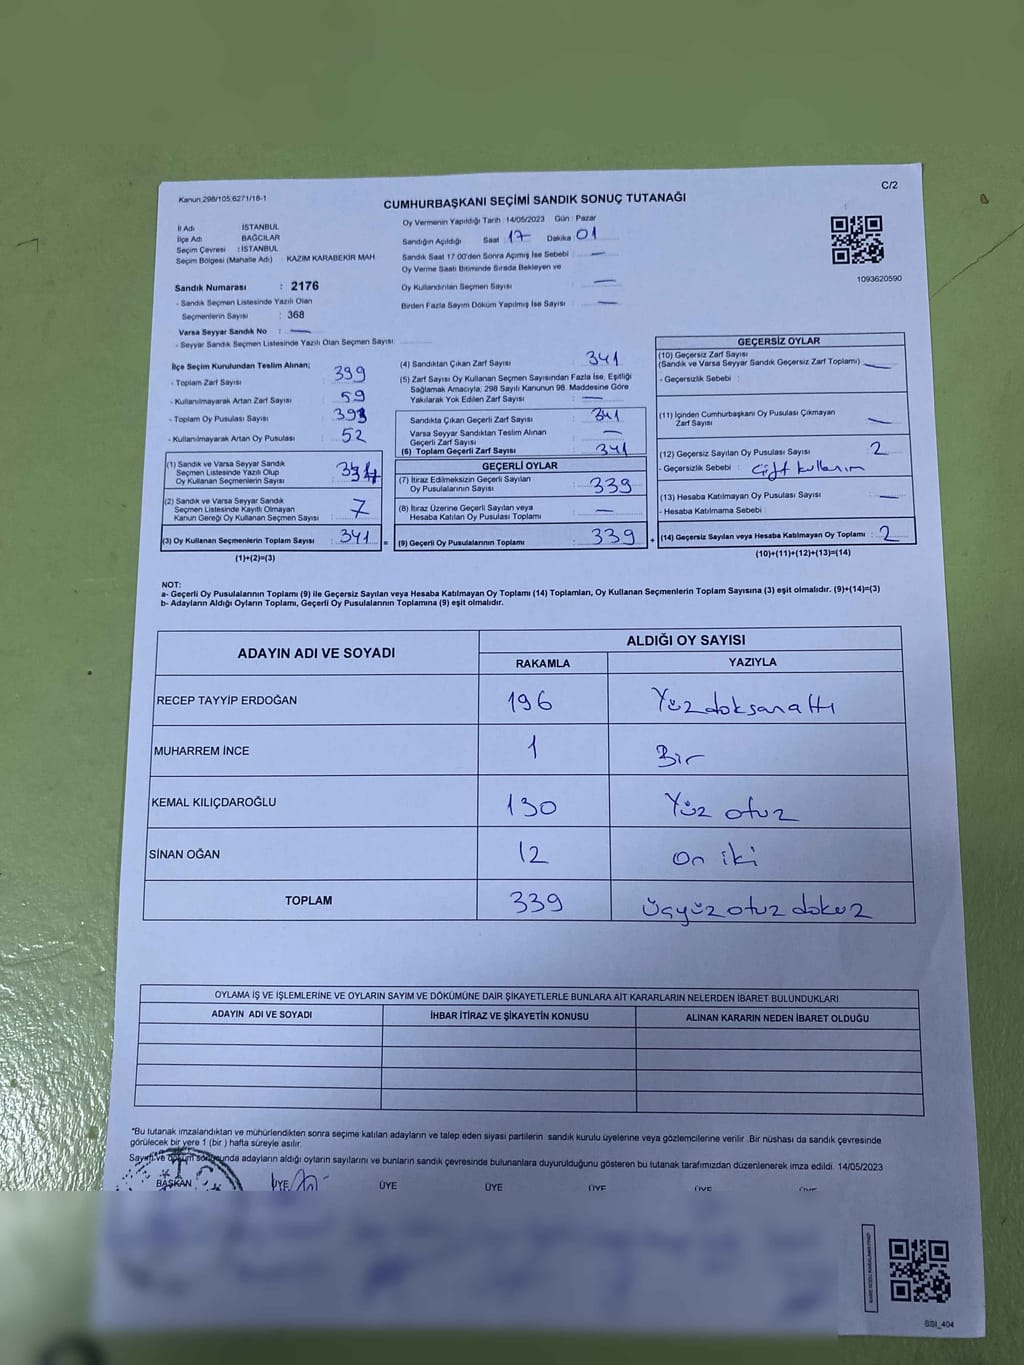 Kanun:298/105,6271/18-1
C/2
CUMHURBAŞKANI SEÇİMİ SANDIK SONUÇ TUTANAĞI
İl Adı : İSTANBUL
İlçe Adı BAĞCILAR
Seçim Çevresi : İSTANBUL
Seçim Bölgesi (Mahalle Adı) : KAZIM KARABEKİR MAH
Oy Vermenin Yapıldığı Tarih : 14/05/2023 Gün : Pazar
Sandığın Açıldığı Saat 17 Dakika 01
Sandık Saat 17.00'den Sonra Açımış İse Sebebi : —
Oy Verme Saati Bitiminde Sırada Bekleyen ve
Oy Kullandırılan Seçmen Sayısı : —
Birden Fazla Sayım Döküm Yapılmış İse Sayısı : —
1093620590
Sandık Numarası : 2176
- Sandık Seçmen Listesinde Yazılı Olan
Seçmenlerin Sayısı : 368
Varsa Seyyar Sandık No : —
- Seyyar Sandık Seçmen Listesinde Yazılı Olan Seçmen Sayısı:
İlçe Seçim Kurulundan Teslim Alınan;
- Toplam Zarf Sayısı : 399
- Kullanılmayarak Artan Zarf Sayısı : 59
- Toplam Oy Pusulası Sayısı :
- Kullanılmayarak Artan Oy Pusulası : 52
(1) Sandık ve Varsa Seyyar Sandık
Seçmen Listesinde Yazılı Olup
Oy Kullanan Seçmenlerin Sayısı :
(2) Sandık ve Varsa Seyyar Sandık
Seçmen Listesinde Kayıtlı Olmayan
Kanun Gereği Oy Kullanan Seçmen Sayısı : 7
(3) Oy Kullanan Seçmenlerin Toplam Sayısı : 341 =
(1)+(2)=(3)
(4) Sandıktan Çıkan Zarf Sayısı : 341
(5) Zarf Sayısı Oy Kullanan Seçmen Sayısından Fazla İse, Eşitliği
Sağlamak Amacıyla, 298 Sayılı Kanunun 98. Maddesine Göre
Yakılarak Yok Edilen Zarf Sayısı : —
Sandıkta Çıkan Geçerli Zarf Sayısı : 341
Varsa Seyyar Sandıktan Teslim Alınan
Geçerli Zarf Sayısı : —
(6) Toplam Geçerli Zarf Sayısı : 341
GEÇERLİ OYLAR
(7) İtiraz Edilmeksizin Geçerli Sayılan
Oy Pusulalarının Sayısı : 339
(8) İtiraz Üzerine Geçerli Sayılan veya
Hesaba Katılan Oy Pusulası Toplamı : —
(9) Geçerli Oy Pusulalarının Toplamı : 339 +
GEÇERSİZ OYLAR
(10) Geçersiz Zarf Sayısı
(Sandık ve Varsa Seyyar Sandık Geçersiz Zarf Toplamı) : —
- Geçersizlik Sebebi :
(11) İçinden Cumhurbaşkanı Oy Pusulası Çıkmayan
Zarf Sayısı : —
(12) Geçersiz Sayılan Oy Pusulası Sayısı : 2
- Geçersizlik Sebebi : Çift kullanım
(13) Hesaba Katılmayan Oy Pusulası Sayısı : —
- Hesaba Katılmama Sebebi :
(14) Geçersiz Sayılan veya Hesaba Katılmayan Oy Toplamı : 2
(10)+(11)+(12)+(13)=(14)
NOT:
a- Geçerli Oy Pusulalarının Toplamı (9) ile Geçersiz Sayılan veya Hesaba Katılmayan Oy Toplamı (14) Toplamları, Oy Kullanan Seçmenlerin Toplam Sayısına (3) eşit olmalıdır. (9)+(14)=(3)
b- Adayların Aldığı Oyların Toplamı, Geçerli Oy Pusulalarının Toplamına (9) eşit olmalıdır.
ADAYIN ADI VE SOYADI
ALDIĞI OY SAYISI
RAKAMLA YAZIYLA
RECEP TAYYİP ERDOĞAN 196 Yüzdoksanaltı
MUHARREM İNCE 1 Bir
KEMAL KILIÇDAROĞLU 130 Yüz otuz
SİNAN OĞAN 12 On iki
TOPLAM 339 Üçyüz otuz dokuz
OYLAMA İŞ VE İŞLEMLERİNE VE OYLARIN SAYIM VE DÖKÜMÜNE DAİR ŞİKAYETLERLE BUNLARA AİT KARARLARIN NELERDEN İBARET BULUNDUKLARI
ADAYIN ADI VE SOYADI İHBAR İTİRAZ VE ŞİKAYETİN KONUSU ALINAN KARARIN NEDEN İBARET OLDUĞU
*Bu tutanak imzalandıktan ve mühürlendikten sonra seçime katılan adayların ve talep eden siyasi partilerin sandık kurulu üyelerine veya gözlemcilerine verilir .Bir nüshası da sandık çevresinde
görülecek bir yere 1 (bir ) hafta süreyle asılır.
Sayım ve döküm sonucunda adayların aldığı oyların sayılarını ve bunların sandık çevresinde bulunanlara duyurulduğunu gösteren bu tutanak tarafımızdan düzenlenerek imza edildi. 14/05/2023
BAŞKAN ÜYE ÜYE ÜYE ÜYE ÜYE ÜYE
SBI_404